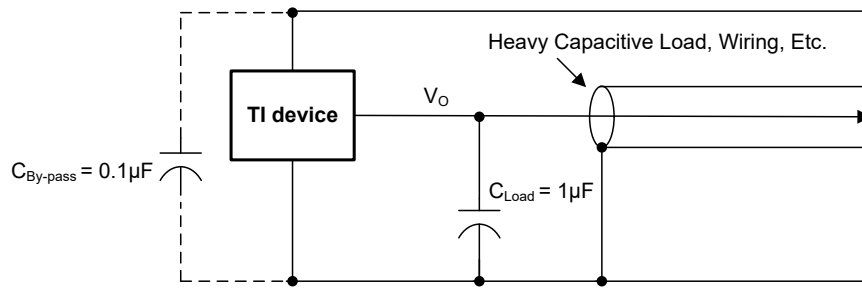 Heavy Capacitive Load, Wiring, Etc.
TI device
VO
CBy-pass = 0.1µF
CLoad = 1µF